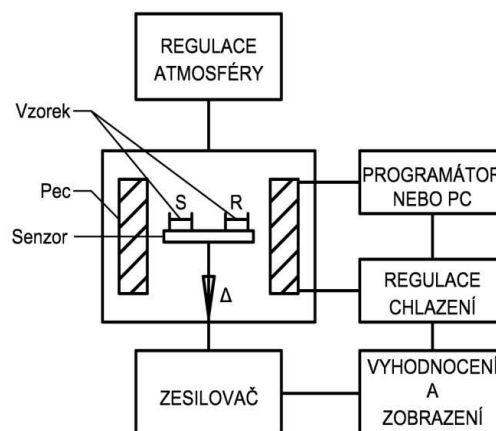 REGULACE
ATMOSFÉRY
Vzorek
Pec
S
R
Senzor
Δ
PROGRAMÁTOR
NEBO PC
REGULACE
CHLAZENÍ
ZESILOVAČ
VYHODNOCENÍ
A
ZOBRAZENÍ